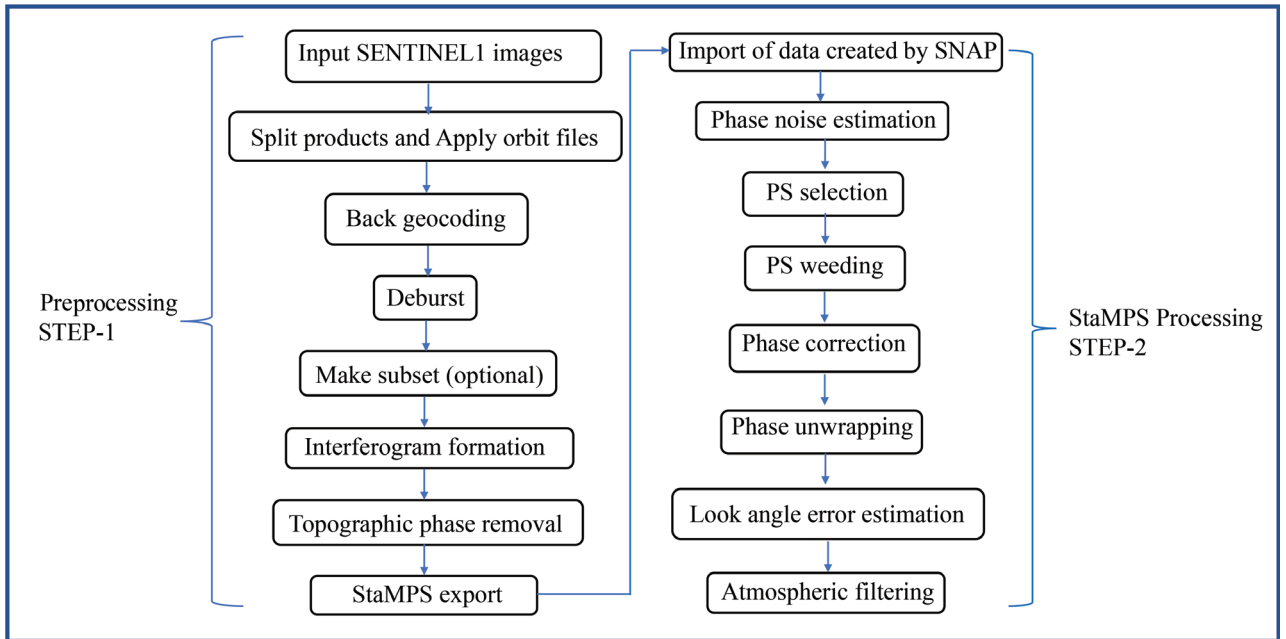 Preprocessing
STEP-1
Input SENTINEL1 images
Split products and Apply orbit files
Back geocoding
Deburst
Make subset (optional)
Interferogram formation
Topographic phase removal
StaMPS export
Import of data created by SNAP
Phase noise estimation
PS selection
PS weeding
Phase correction
Phase unwrapping
Look angle error estimation
Atmospheric filtering
StaMPS Processing
STEP-2